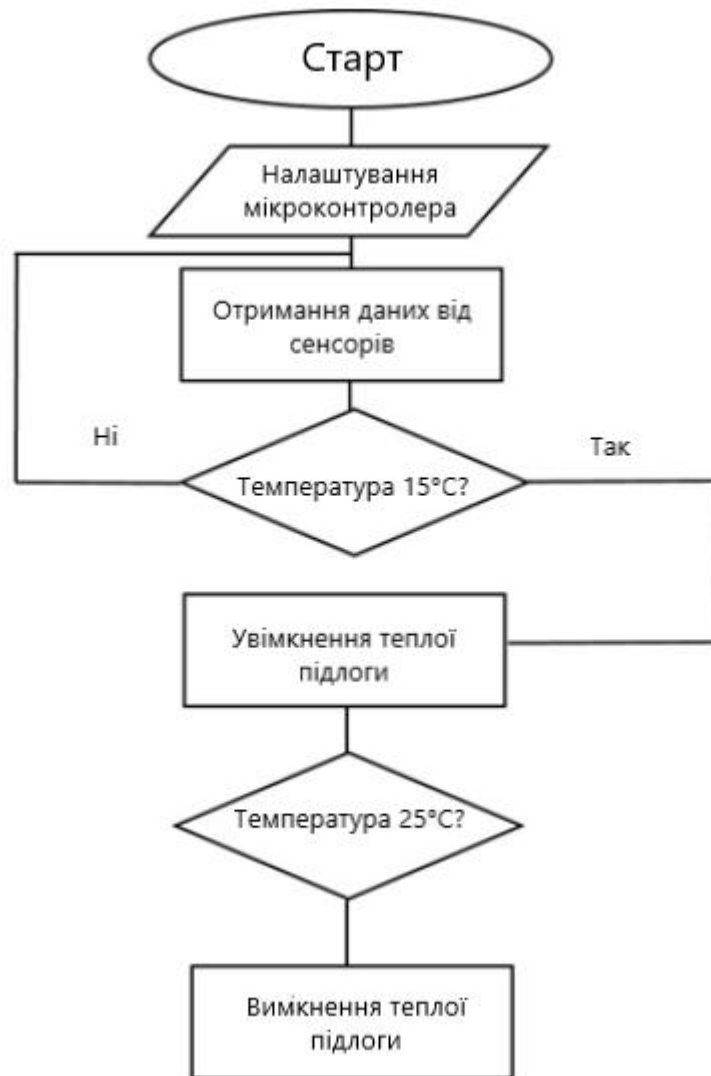 Старт
Налаштування
мікроконтролера
Отримання даних від
сенсорів
Ні
Так
Температура 15°C?
Увімкнення теплої
підлоги
Температура 25°C?
Вимкнення теплої
підлоги